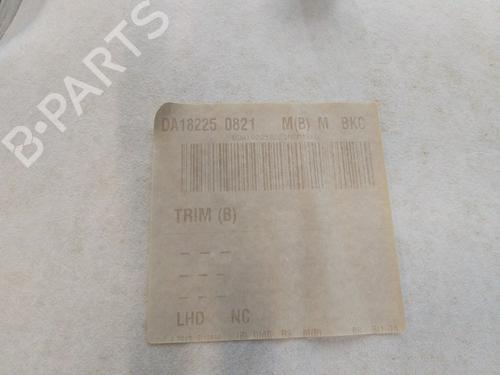 B-PARTS
DA18225 0821 M(B) M BKC
TRIM (B)
- - -
- - -
- - -
LHD NC